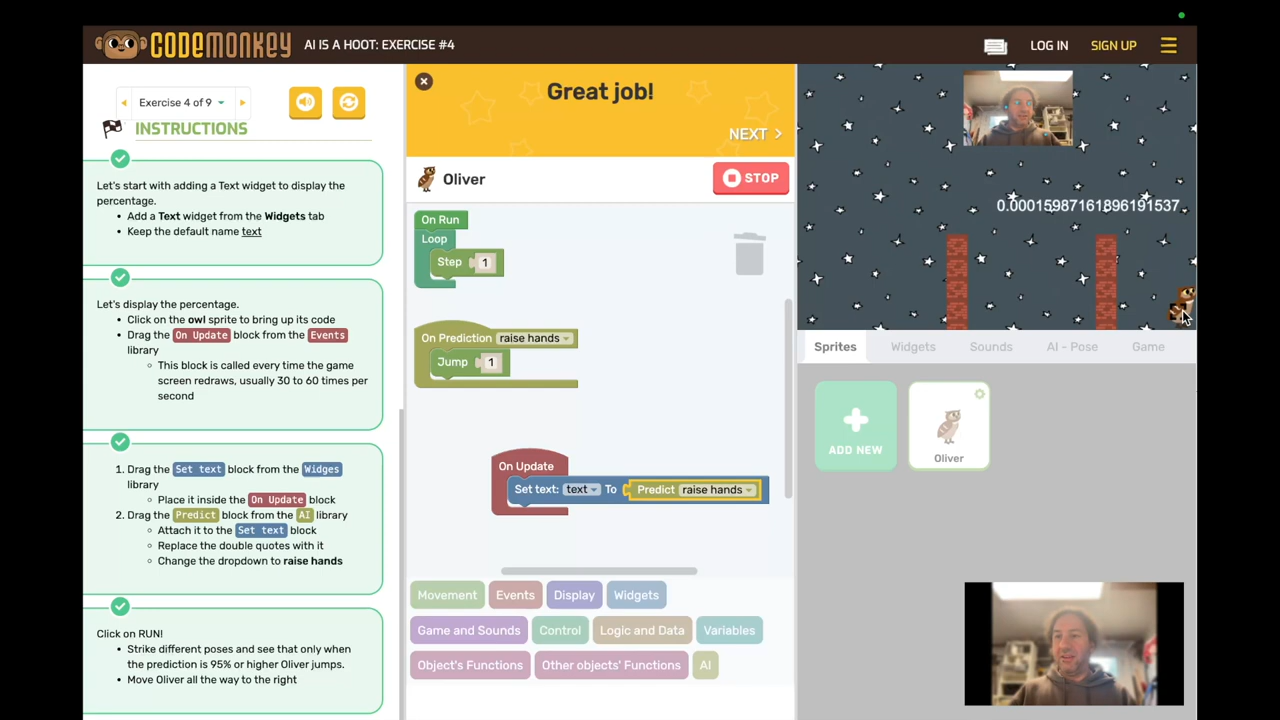 CODEMONKEY AI IS A HOOT: EXERCISE #4 LOG IN SIGN UP
Exercise 4 of 9
INSTRUCTIONS
Let's start with adding a Text widget to display the
percentage.
Add a Text widget from the Widgets tab
Keep the default name text
Let's display the percentage.
Click on the owl sprite to bring up its code
Drag the On Update block from the Events
library
This block is called every time the game
screen redraws, usually 30 to 60 times per
second
1. Drag the Set text block from the Widges
library
Place it inside the On Update block
2. Drag the Predict block from the AI library
Attach it to the Set text block
Replace the double quotes with it
Change the dropdown to raise hands
Click on RUN!
Strike different poses and see that only when
the prediction is 95% or higher Oliver jumps.
Move Oliver all the way to the right
Great job!
NEXT
Oliver
STOP
On Run
Loop
Step 1
On Prediction raise hands
Jump 1
On Update
Set text: text To Predict raise hands
Movement Events Display Widgets
Game and Sounds Control Logic and Data Variables
Object's Functions Other objects' Functions AI
0.00015987161896191537
Sprites Widgets Sounds AI - Pose Game
ADD NEW
Oliver